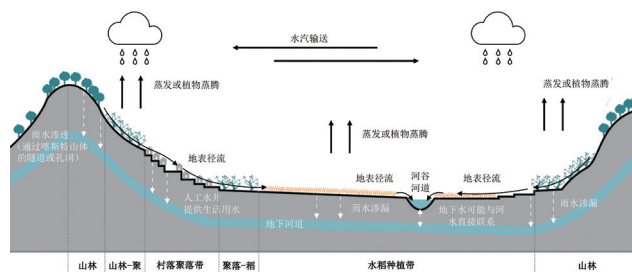 水汽输送
蒸发或植物蒸腾
蒸发或植物蒸腾
蒸发或植物蒸腾
雨水渗透
（通过喀斯特山体
的隧道或孔洞）
地表径流
人工水井
提供生活用水
地表径流
河谷
河道
地表径流
地表径流
雨水渗漏
地下河道
地下水可能与河
水直接联系
雨水渗漏
山林
山林-聚
村落聚落带
聚落-稻
水稻种植带
山林